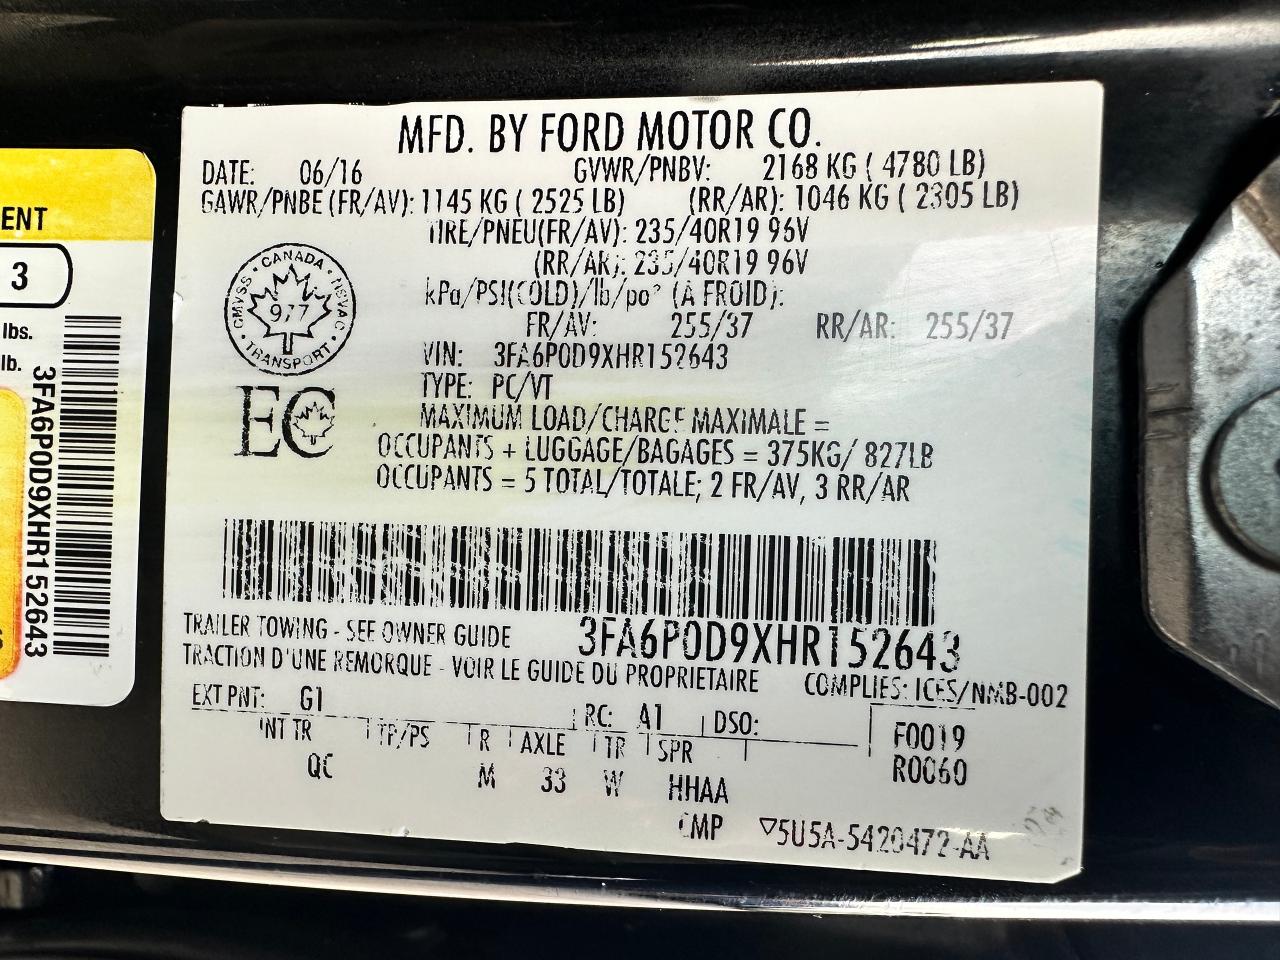 ENT
3
lbs.
lb.
3FA6P0D9XHR152643
MFD. BY FORD MOTOR CO.
DATE: 06/16 GVWR/PNBV: 2168 KG ( 4780 LB)
GAWR/PNBE (FR/AV): 1145 KG ( 2525 LB) (RR/AR): 1046 KG ( 2305 LB)
TIRE/PNEU(FR/AV): 235/40R19 96V
(RR/AR): 235/40R19 96V
kPa/PSI(COLD)/lb/po² (A FROID):
FR/AV: 255/37 RR/AR: 255/37
VIN: 3FA6P0D9XHR152643
TYPE: PC/VT
MAXIMUM LOAD/CHARGE MAXIMALE =
OCCUPANTS + LUGGAGE/BAGAGES = 375KG/ 827LB
OCCUPANTS = 5 TOTAL/TOTALE; 2 FR/AV, 3 RR/AR
CANADA
CMVSS
NSVAC
977
TRANSPORT
EC
3FA6P0D9XHR152643
TRAILER TOWING - SEE OWNER GUIDE
TRACTION D'UNE REMORQUE - VOIR LE GUIDE DU PROPRIETAIRE
COMPLIES: ICES/NMB-002
EXT PNT: G1 RC: A1 DSO: F0019
INT TR TP/PS R AXLE TR SPR R0060
QC M 33 W HHAA
CMP ▽5U5A-5420472-AA